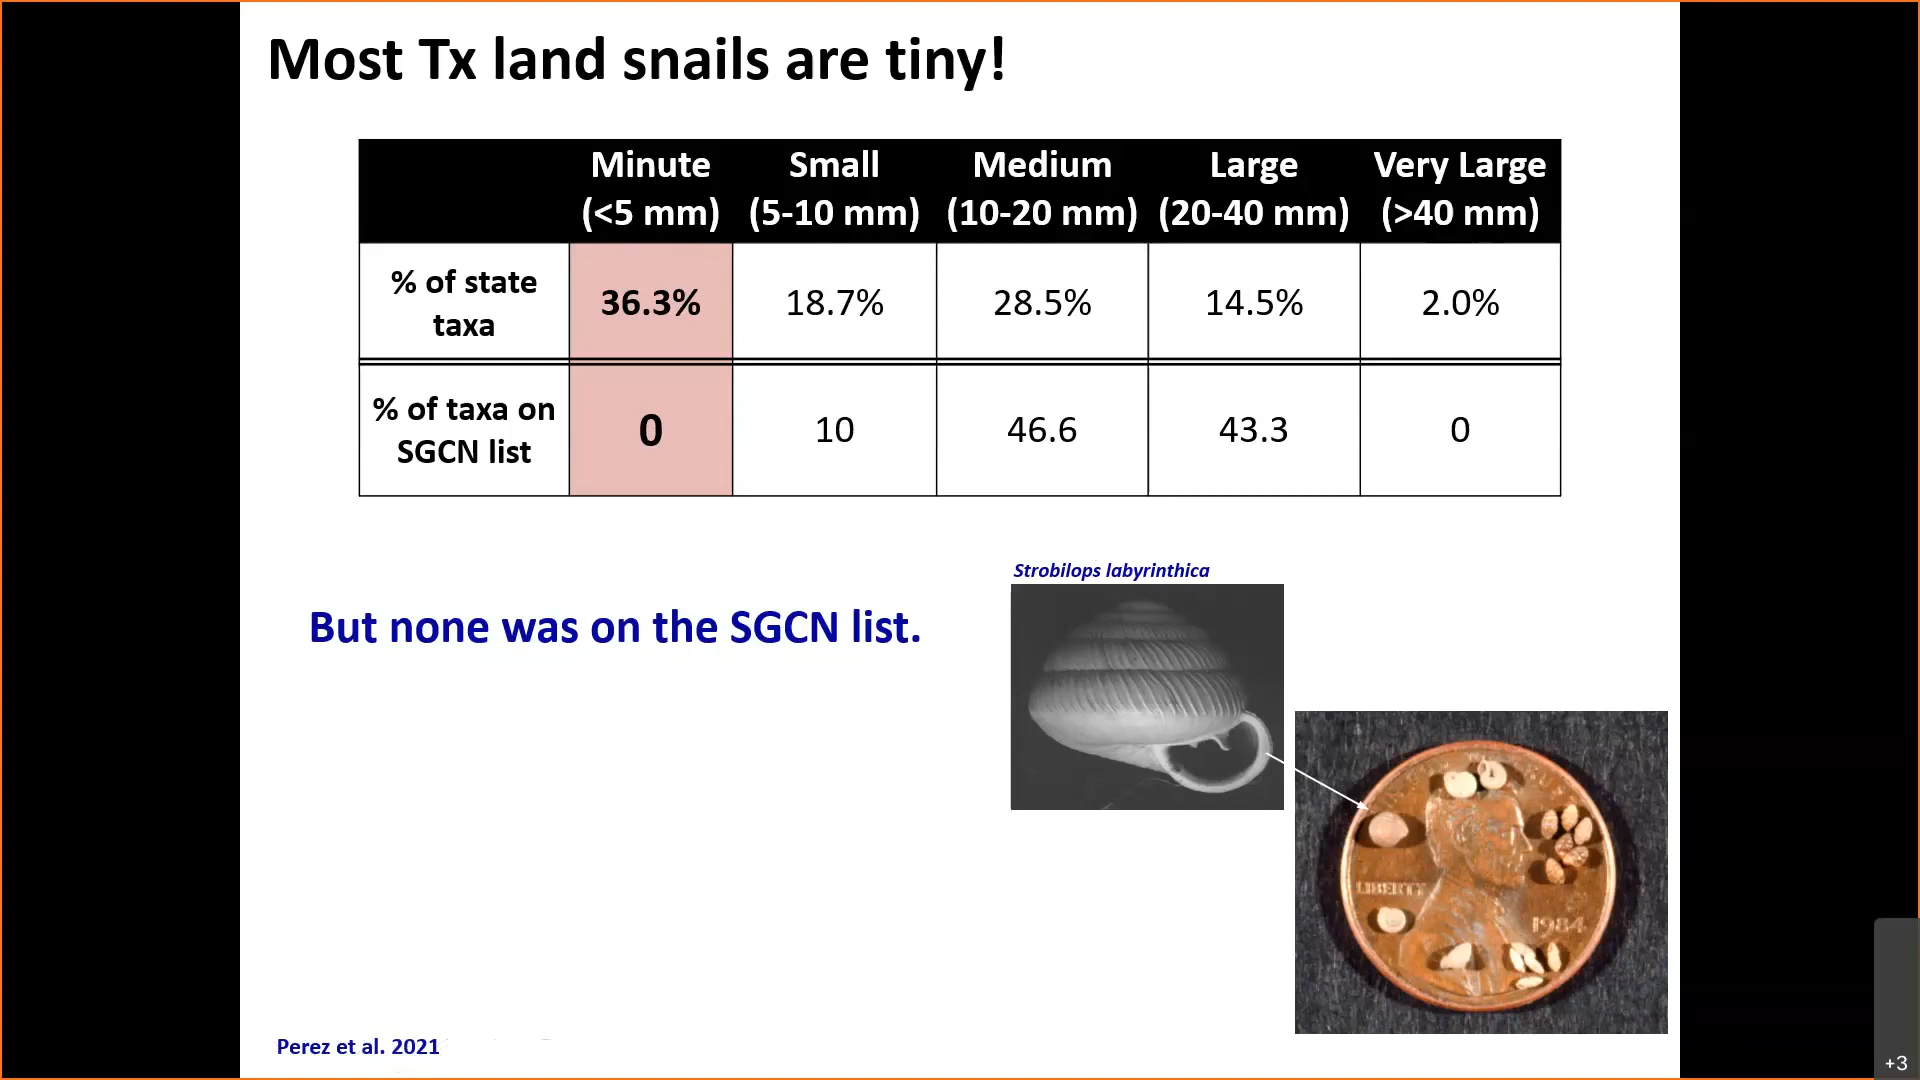 Most Tx land snails are tiny!
Minute Small Medium Large Very Large
(<5 mm) (5-10 mm) (10-20 mm) (20-40 mm) (>40 mm)
% of state
taxa
36.3% 18.7% 28.5% 14.5% 2.0%
% of taxa on
SGCN list
0 10 46.6 43.3 0
Strobilops labyrinthica
But none was on the SGCN list.
LIBERTY
1984
Perez et al. 2021
+3